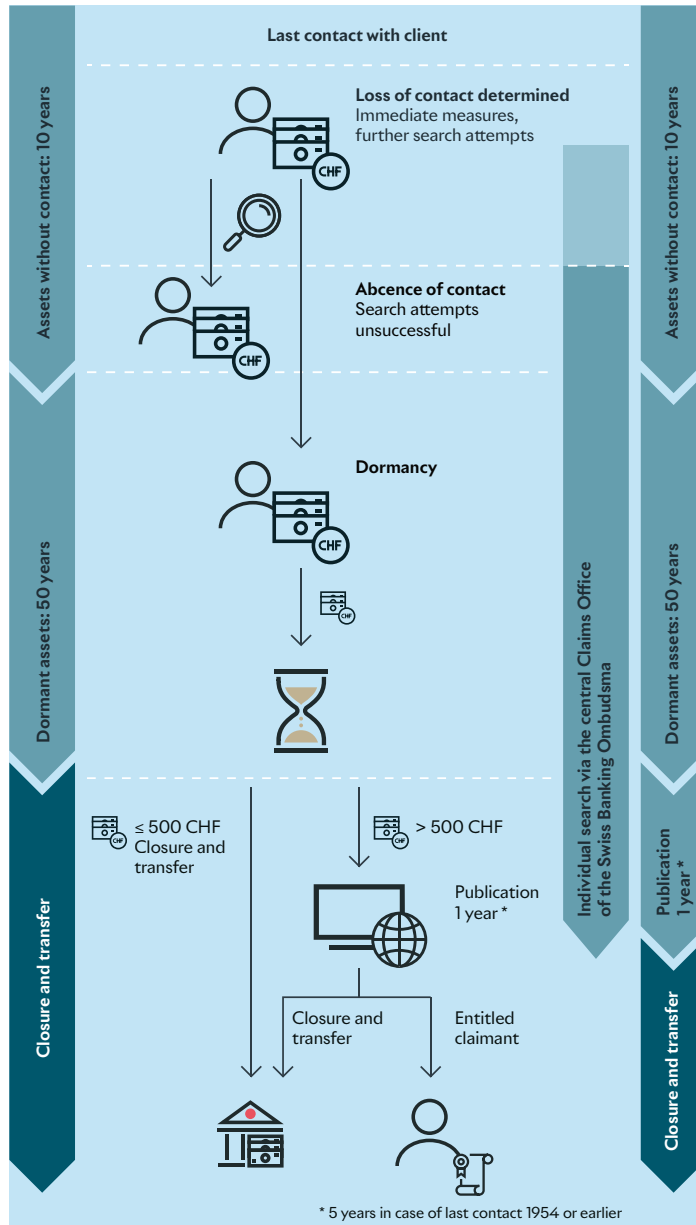 Last contact with client
Assets without contact: 10 years
Loss of contact determined
Immediate measures,
further search attempts
CHF
Assets without contact: 10 years
Abcence of contact
Search attempts
unsuccessful
CHF
Dormant assets: 50 years
Dormancy
CHF
CHF
Individual search via the central Claims Office
of the Swiss Banking Ombudsma
Dormant assets: 50 years
CHF
≤ 500 CHF
Closure and
transfer
CHF
> 500 CHF
Publication
1 year *
Publication
1 year *
Closure and transfer
Closure and
transfer
Entitled
claimant
Closure and transfer
* 5 years in case of last contact 1954 or earlier